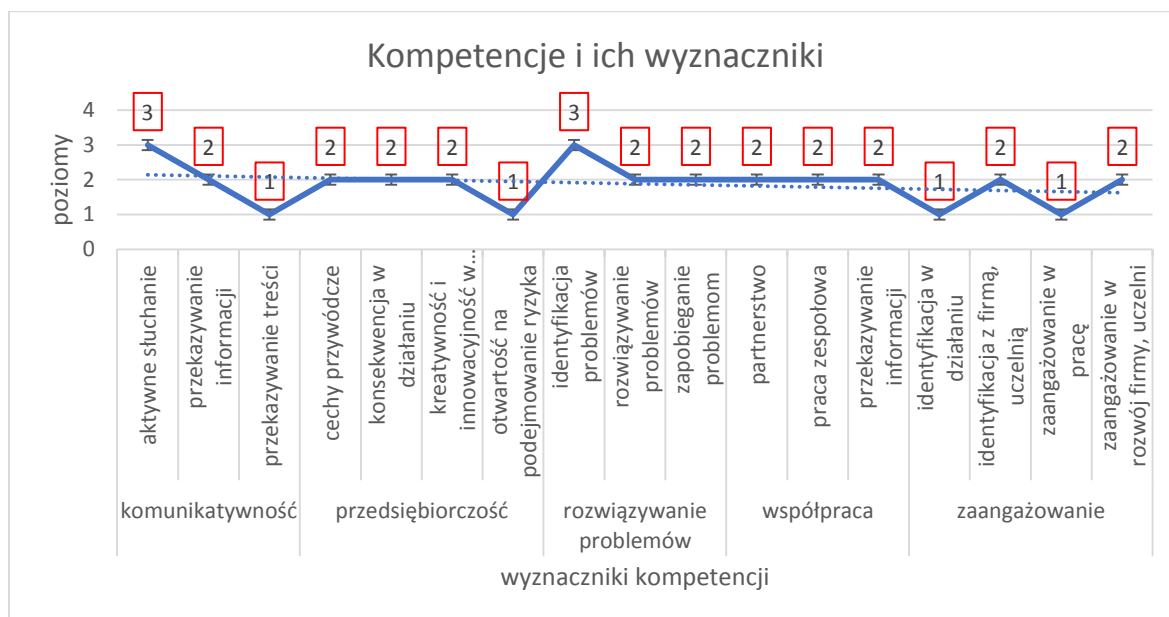 Kompetencje i ich wyznaczniki
poziomy
4
3
2
1
0
3
2
1
2
2
2
1
3
2
2
2
2
2
1
2
1
2
aktywne słuchanie
przekazywanie
informacji
przekazywanie treści
cechy przywódcze
konsekwencja w
działaniu
kreatywność i
innowacyjność w...
otwartość na
podejmowanie ryzyka
identyfikacja
problemów
rozwiązywanie
problemów
zapobieganie
problemom
partnerstwo
praca zespołowa
przekazywanie
informacji
identyfikacja w
działaniu
identyfikacja z firmą,
uczelnią
zaangażowanie w
pracę
zaangażowanie w
rozwój firmy, uczelni
komunikatywność
przedsiębiorczość
rozwiązywanie
problemów
współpraca
zaangażowanie
wyznaczniki kompetencji